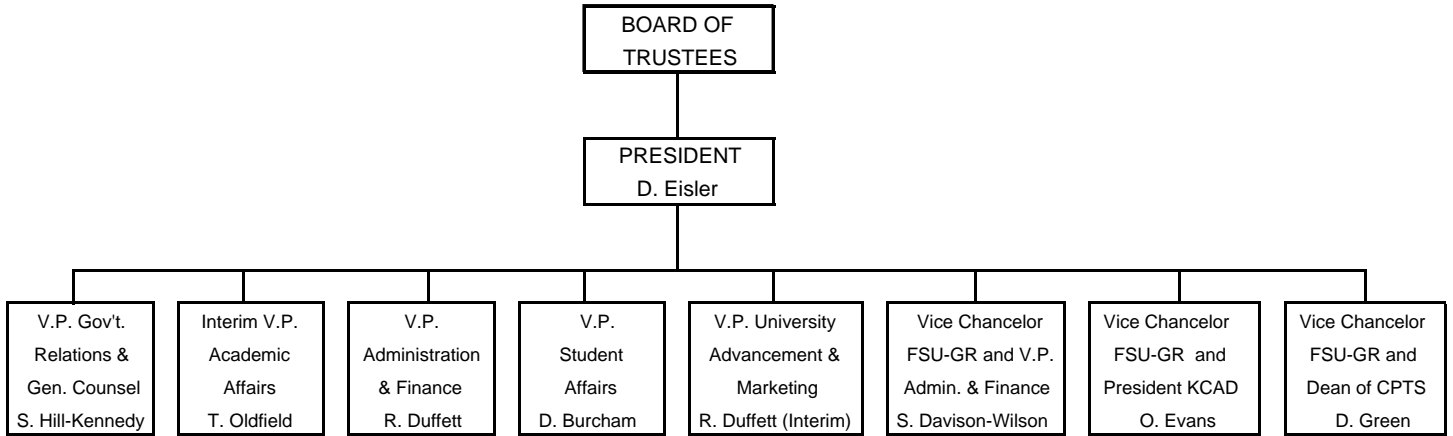 BOARD OF
TRUSTEES
PRESIDENT
D. Eisler
V.P. Gov't.
Relations &
Gen. Counsel
S. Hill-Kennedy
Interim V.P.
Academic
Affairs
T. Oldfield
V.P.
Administration
& Finance
R. Duffett
V.P.
Student
Affairs
D. Burcham
V.P. University
Advancement &
Marketing
R. Duffett (Interim)
Vice Chancelor
FSU-GR and V.P.
Admin. & Finance
S. Davison-Wilson
Vice Chancelor
FSU-GR and
President KCAD
O. Evans
Vice Chancelor
FSU-GR and
Dean of CPTS
D. Green